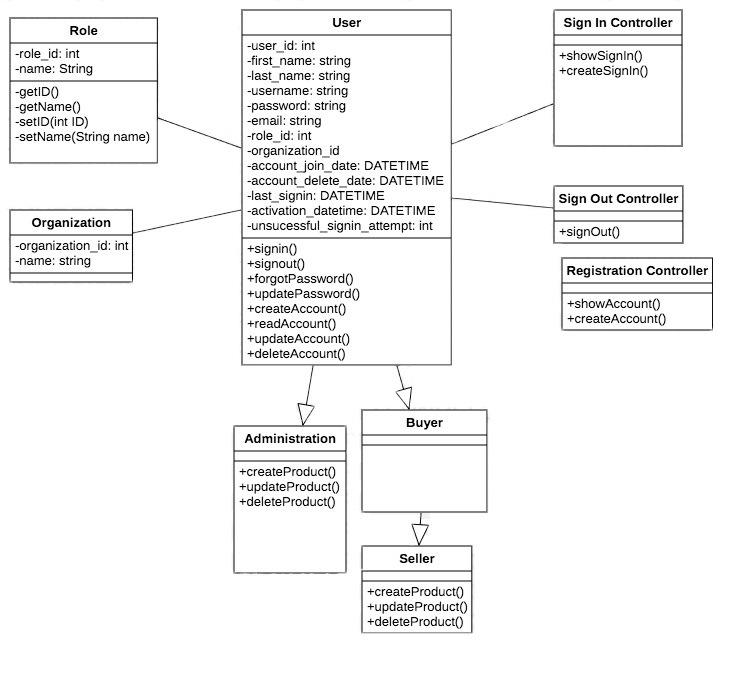 Role
-role_id: int
-name: String
-getID()
-getName()
-setID(int ID)
-setName(String name)
User
-user_id: int
-first_name: string
-last_name: string
-username: string
-password: string
-email: string
-role_id: int
-organization_id
-account_join_date: DATETIME
-account_delete_date: DATETIME
-last_signin: DATETIME
-activation_datetime: DATETIME
-unsucessful_signin_attempt: int
+signin()
+signout()
+forgotPassword()
+updatePassword()
+createAccount()
+readAccount()
+updateAccount()
+deleteAccount()
Sign In Controller
+showSignIn()
+createSignIn()
Organization
-organization_id: int
-name: string
Sign Out Controller
+signOut()
Registration Controller
+showAccount()
+createAccount()
Administration
+createProduct()
+updateProduct()
+deleteProduct()
Buyer
Seller
+createProduct()
+updateProduct()
+deleteProduct()